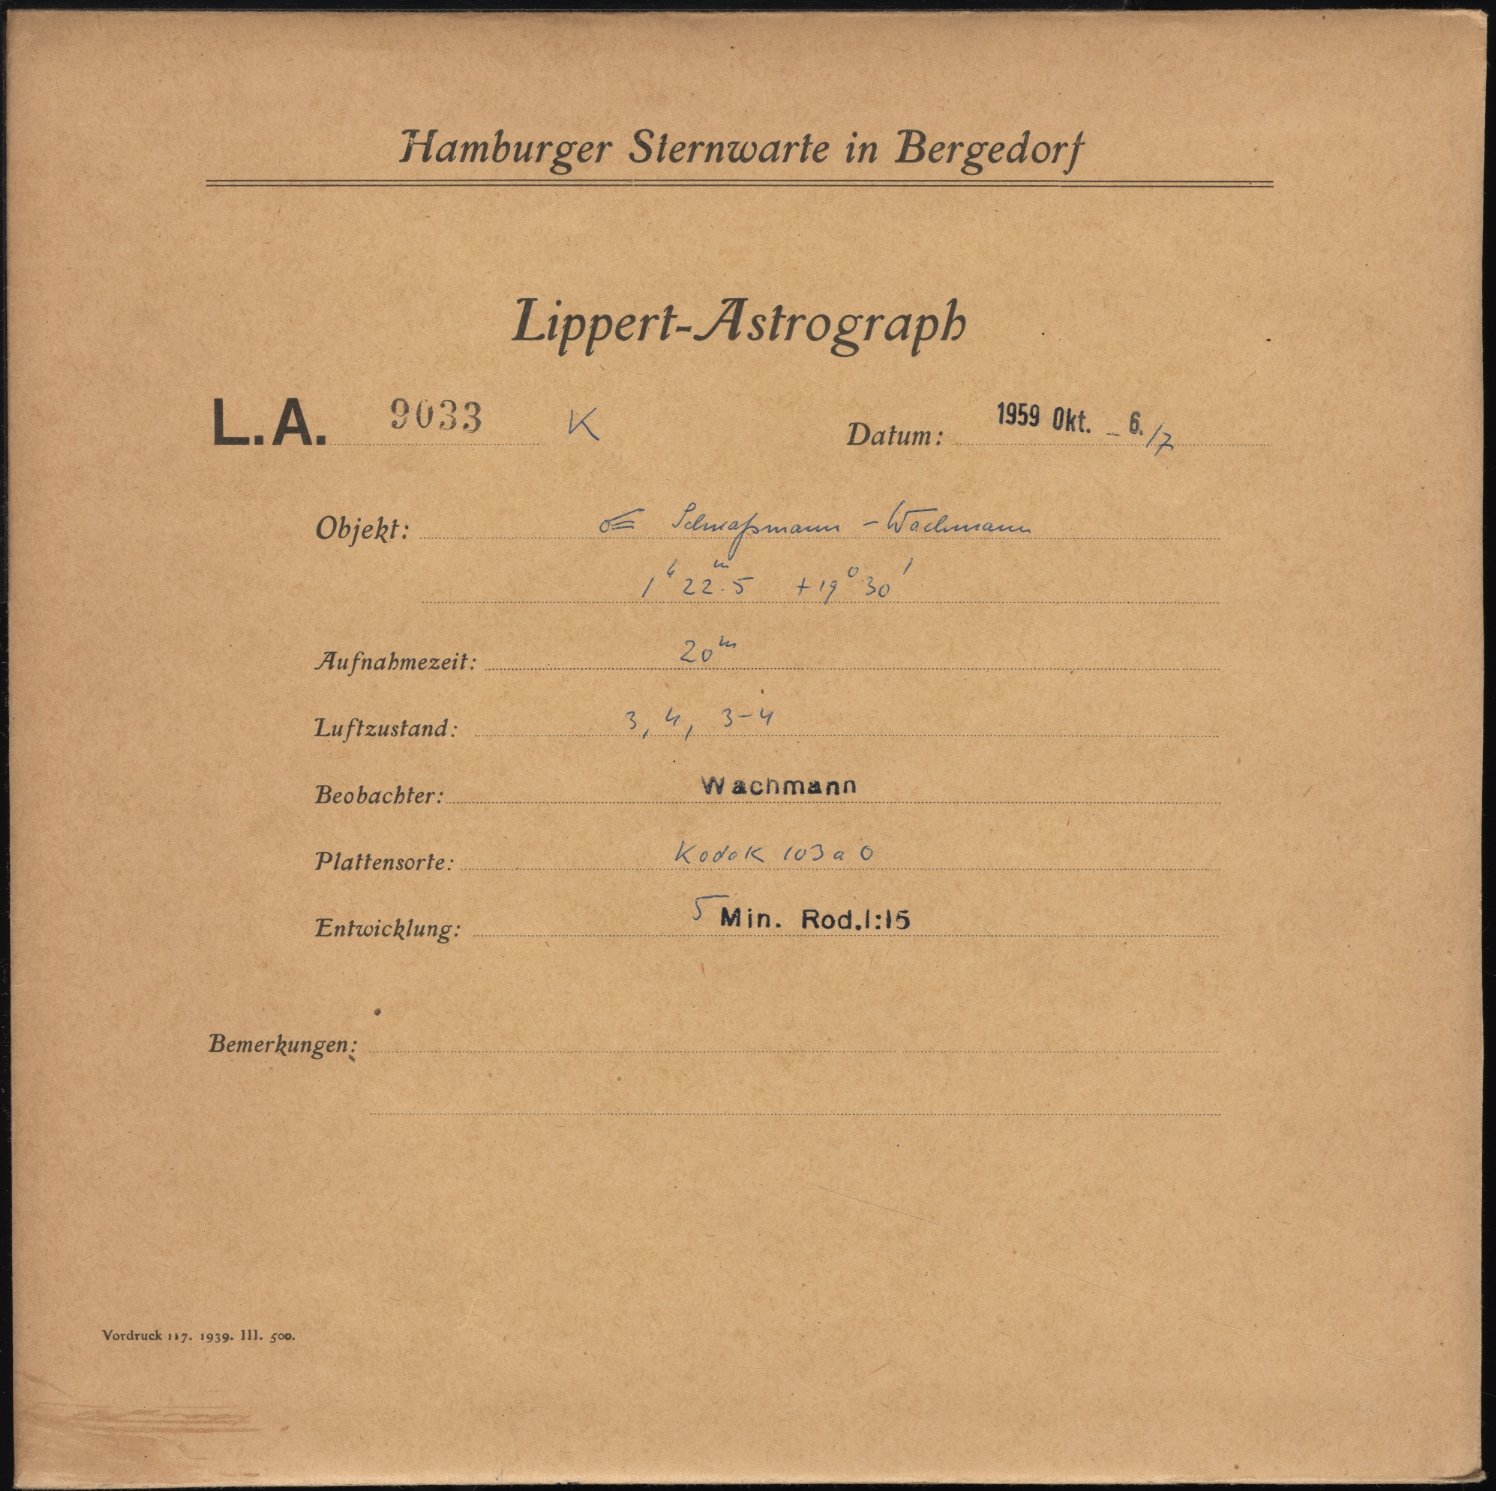 Hamburger Sternwarte in Bergedorf
Lippert-Astrograph
L.A. 9033 K Datum: 1959 Okt. – 6./7
Objekt: ☄ Schwaßmann – Wachmann
1ʰ 22ᵐ.5 +19° 30'
Aufnahmezeit: 20ᵐ
Luftzustand: 3, 4, 3–4
Beobachter: Wachmann
Plattensorte: Kodak 103a O
Entwicklung: 5 Min. Rod.1:15
Bemerkungen:
Vordruck 117. 1939. III. 500.